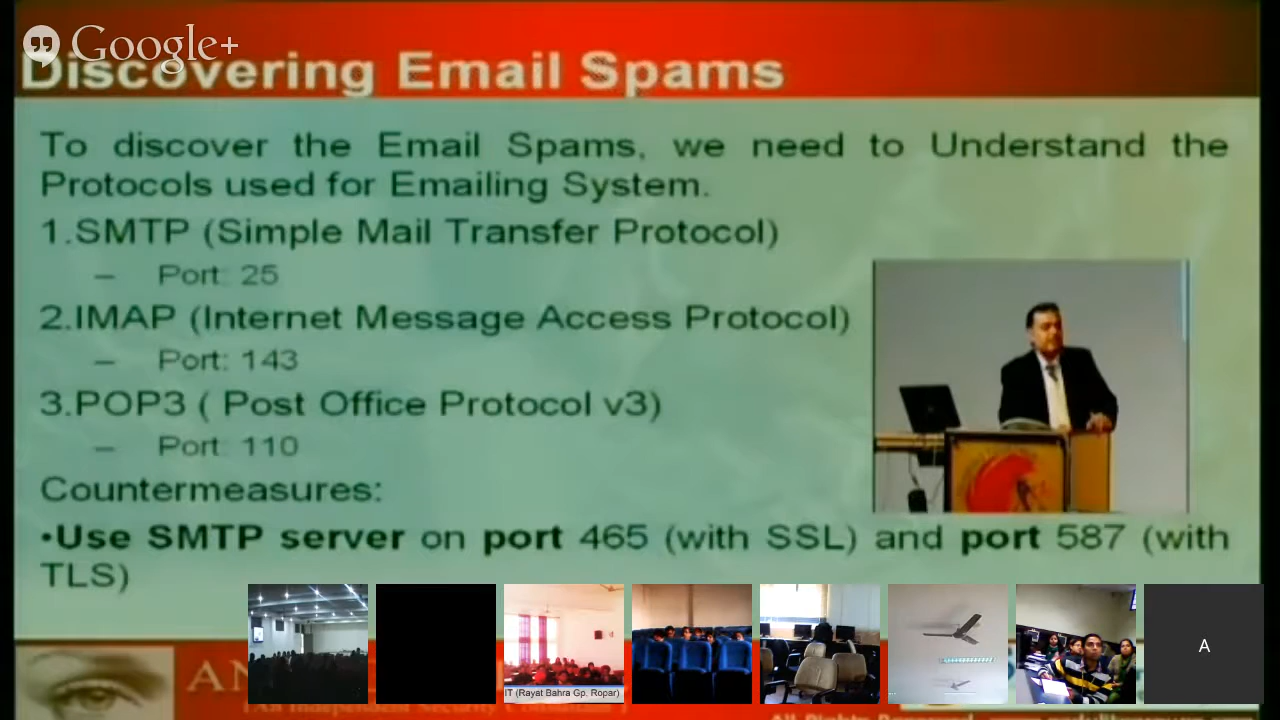 Google+
Discovering Email Spams
To discover the Email Spams, we need to Understand the
Protocols used for Emailing System.
1.SMTP (Simple Mail Transfer Protocol)
– Port: 25
2.IMAP (Internet Message Access Protocol)
– Port: 143
3.POP3 ( Post Office Protocol v3)
– Port: 110
Countermeasures:
•Use SMTP server on port 465 (with SSL) and port 587 (with
TLS)
IT (Rayat Bahra Gp. Ropar)
A